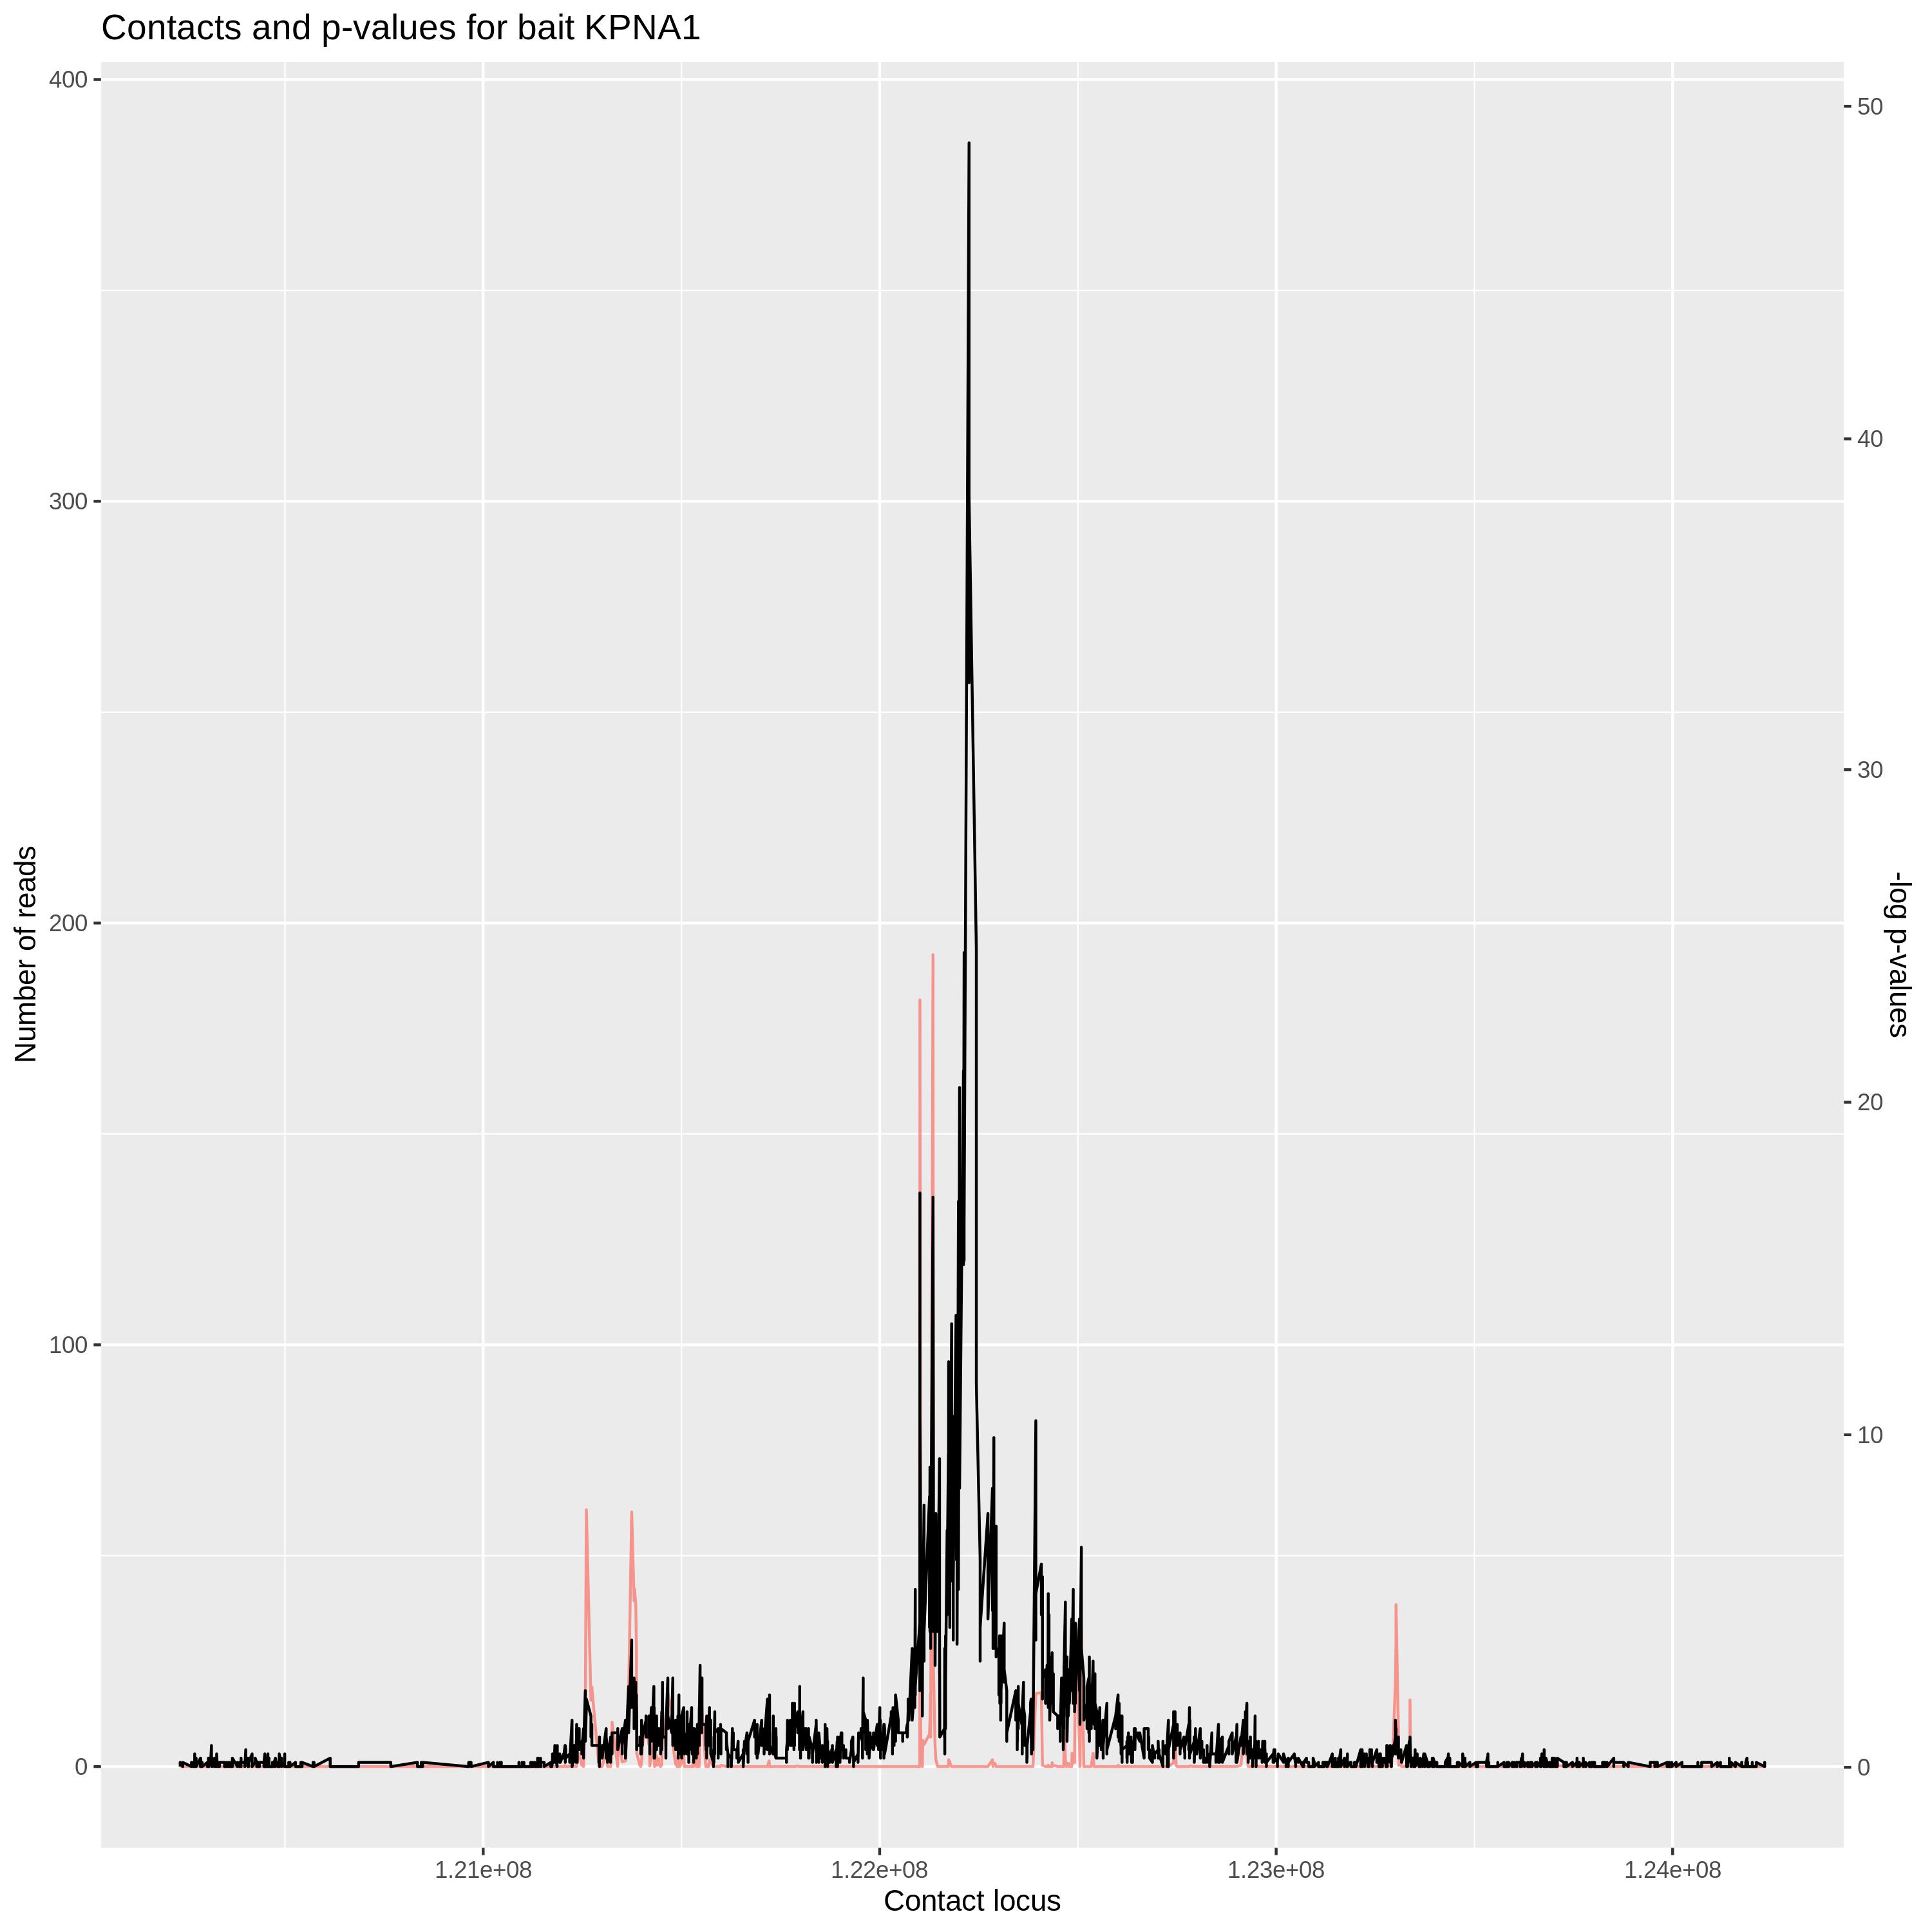 Contacts and p-values for bait KPNA1
400
300
200
100
0
Number of reads
50
40
30
20
10
0
-log p-values
1.21e+08
1.22e+08
1.23e+08
1.24e+08
Contact locus